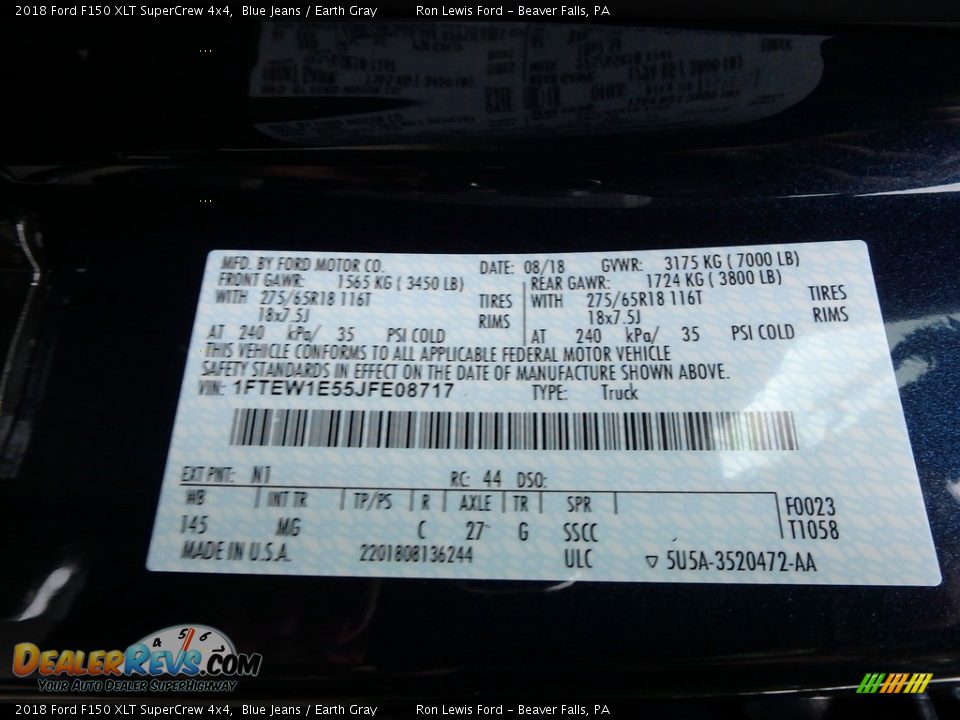 2018 Ford F150 XLT SuperCrew 4x4, Blue Jeans / Earth Gray Ron Lewis Ford - Beaver Falls, PA
...
...
MFD. BY FORD MOTOR CO. DATE: 08/18 GVWR: 3175 KG ( 7000 LB)
FRONT GAWR: 1565 KG ( 3450 LB) REAR GAWR: 1724 KG ( 3800 LB)
WITH 275/65R18 116T TIRES WITH 275/65R18 116T TIRES
18x7.5J RIMS 18x7.5J RIMS
AT 240 kPa/ 35 PSI COLD AT 240 kPa/ 35 PSI COLD
THIS VEHICLE CONFORMS TO ALL APPLICABLE FEDERAL MOTOR VEHICLE
SAFETY STANDARDS IN EFFECT ON THE DATE OF MANUFACTURE SHOWN ABOVE.
VIN: 1FTEW1E55JFE08717 TYPE: Truck
EXT PNT: N1 RC: 44 DSO:
WB INT TR TP/PS R AXLE TR SPR F0023
145 MG C 27 G SSCC T1058
MADE IN U.S.A. 2201808136244 ULC 5U5A-3520472-AA
4 5 6
DEALERREVS.COM
YOUR AUTO DEALER SUPERHIGHWAY
2018 Ford F150 XLT SuperCrew 4x4, Blue Jeans / Earth Gray Ron Lewis Ford - Beaver Falls, PA